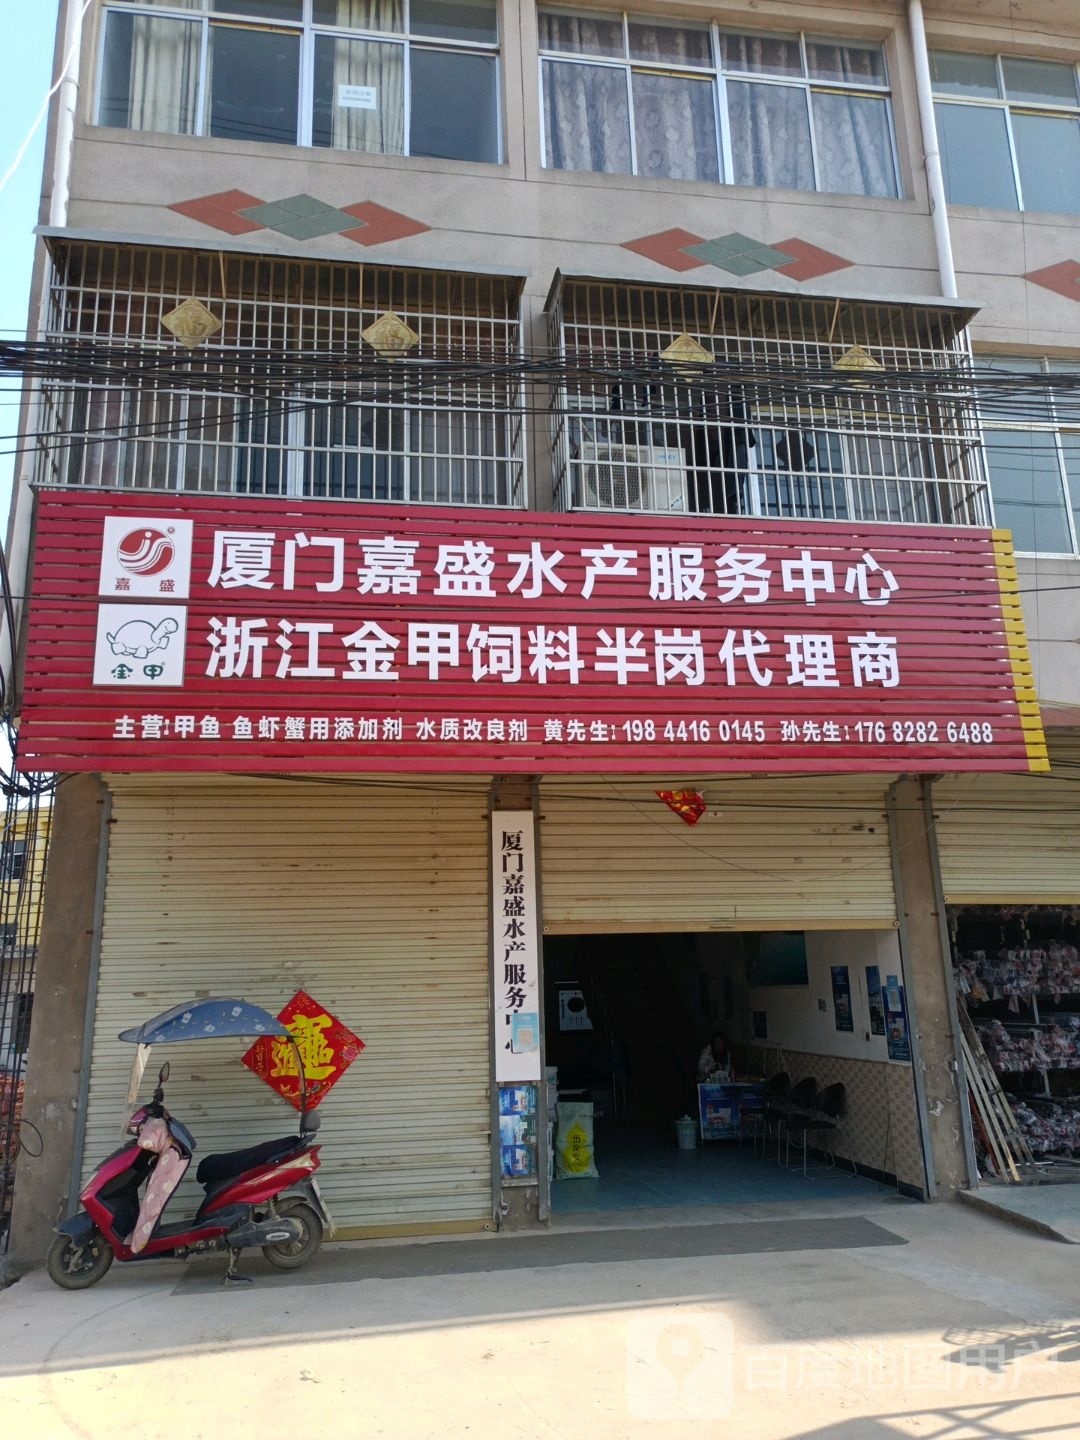 厦门嘉盛水产服务中心
嘉盛
浙江金甲饲料半岗代理商
金甲
主营:甲鱼 鱼虾蟹用添加剂 水质改良剂 黄先生:198 4416 0145 孙先生:176 8282 6488
厦门嘉盛水产服务中心
福
福
百度地图用户